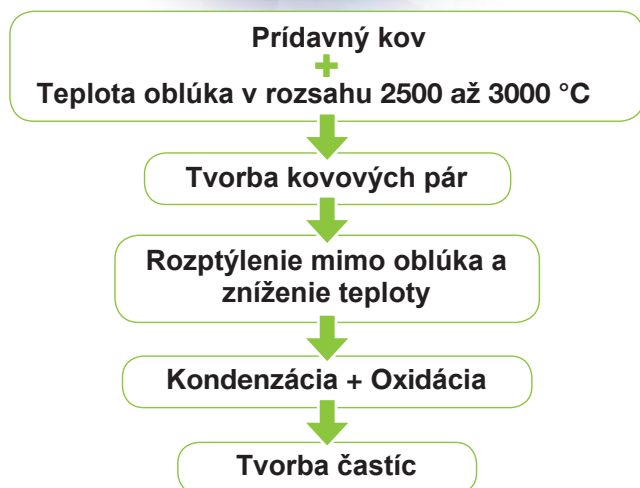 Prídavný kov
+
Teplota oblúka v rozsahu 2500 až 3000 °C
Tvorba kovových pár
Rozptýlenie mimo oblúka a
zníženie teploty
Kondenzácia + Oxidácia
Tvorba častíc